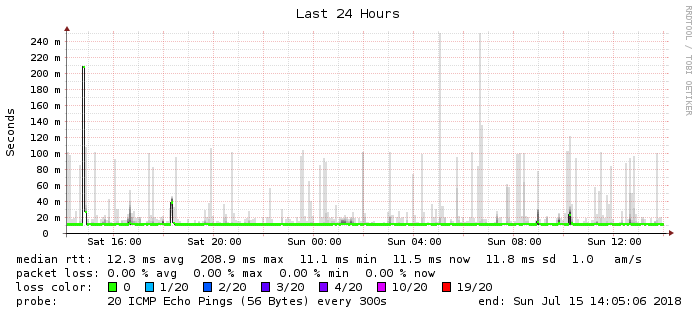 Last 24 Hours
RRDTOOL / TOBI OETIKER
Seconds
240 m
220 m
200 m
180 m
160 m
140 m
120 m
100 m
80 m
60 m
40 m
20 m
0
Sat 16:00 Sat 20:00 Sun 00:00 Sun 04:00 Sun 08:00 Sun 12:00
median rtt: 12.3 ms avg 208.9 ms max 11.1 ms min 11.5 ms now 11.8 ms sd 1.0 am/s
packet loss: 0.00 % avg 0.00 % max 0.00 % min 0.00 % now
loss color: 0 1/20 2/20 3/20 4/20 10/20 19/20
probe: 20 ICMP Echo Pings (56 Bytes) every 300s end: Sun Jul 15 14:05:06 2018